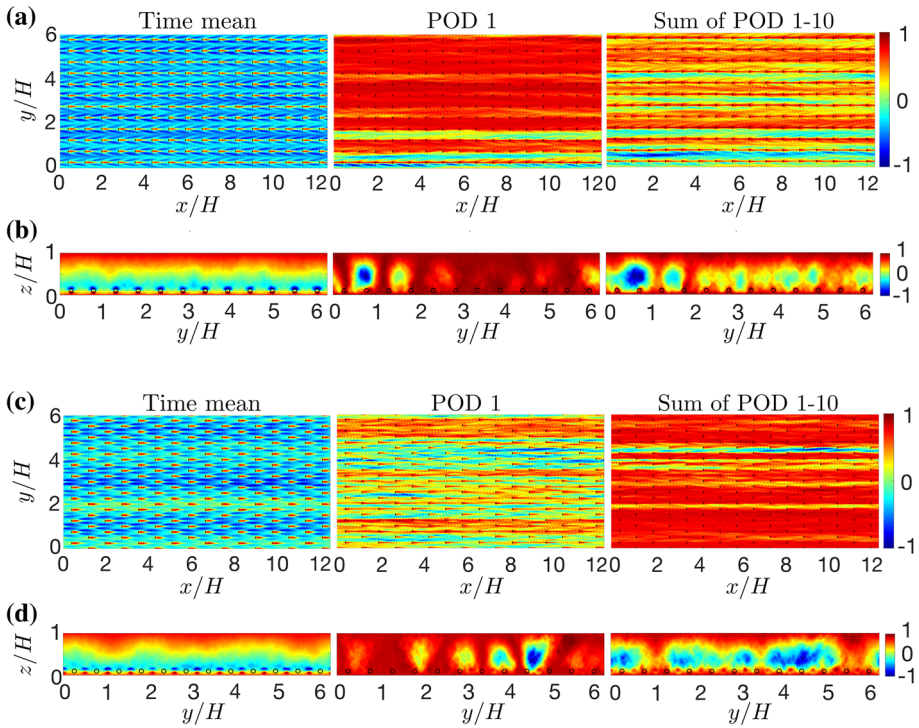 (a) Time mean POD 1 Sum of POD 1-10
6 4 2 0 y/H
0 2 4 6 8 10 12 0 2 4 6 8 10 12 0 2 4 6 8 10 12
x/H x/H x/H
1 0 -1
(b)
1 0 z/H
0 1 2 3 4 5 6 0 1 2 3 4 5 6 0 1 2 3 4 5 6
y/H y/H y/H
1 0 -1
(c) Time mean POD 1 Sum of POD 1-10
6 4 2 0 y/H
0 2 4 6 8 10 12 0 2 4 6 8 10 12 0 2 4 6 8 10 12
x/H x/H x/H
1 0 -1
(d)
1 0 z/H
0 1 2 3 4 5 6 0 1 2 3 4 5 6 0 1 2 3 4 5 6
y/H y/H y/H
1 0 -1